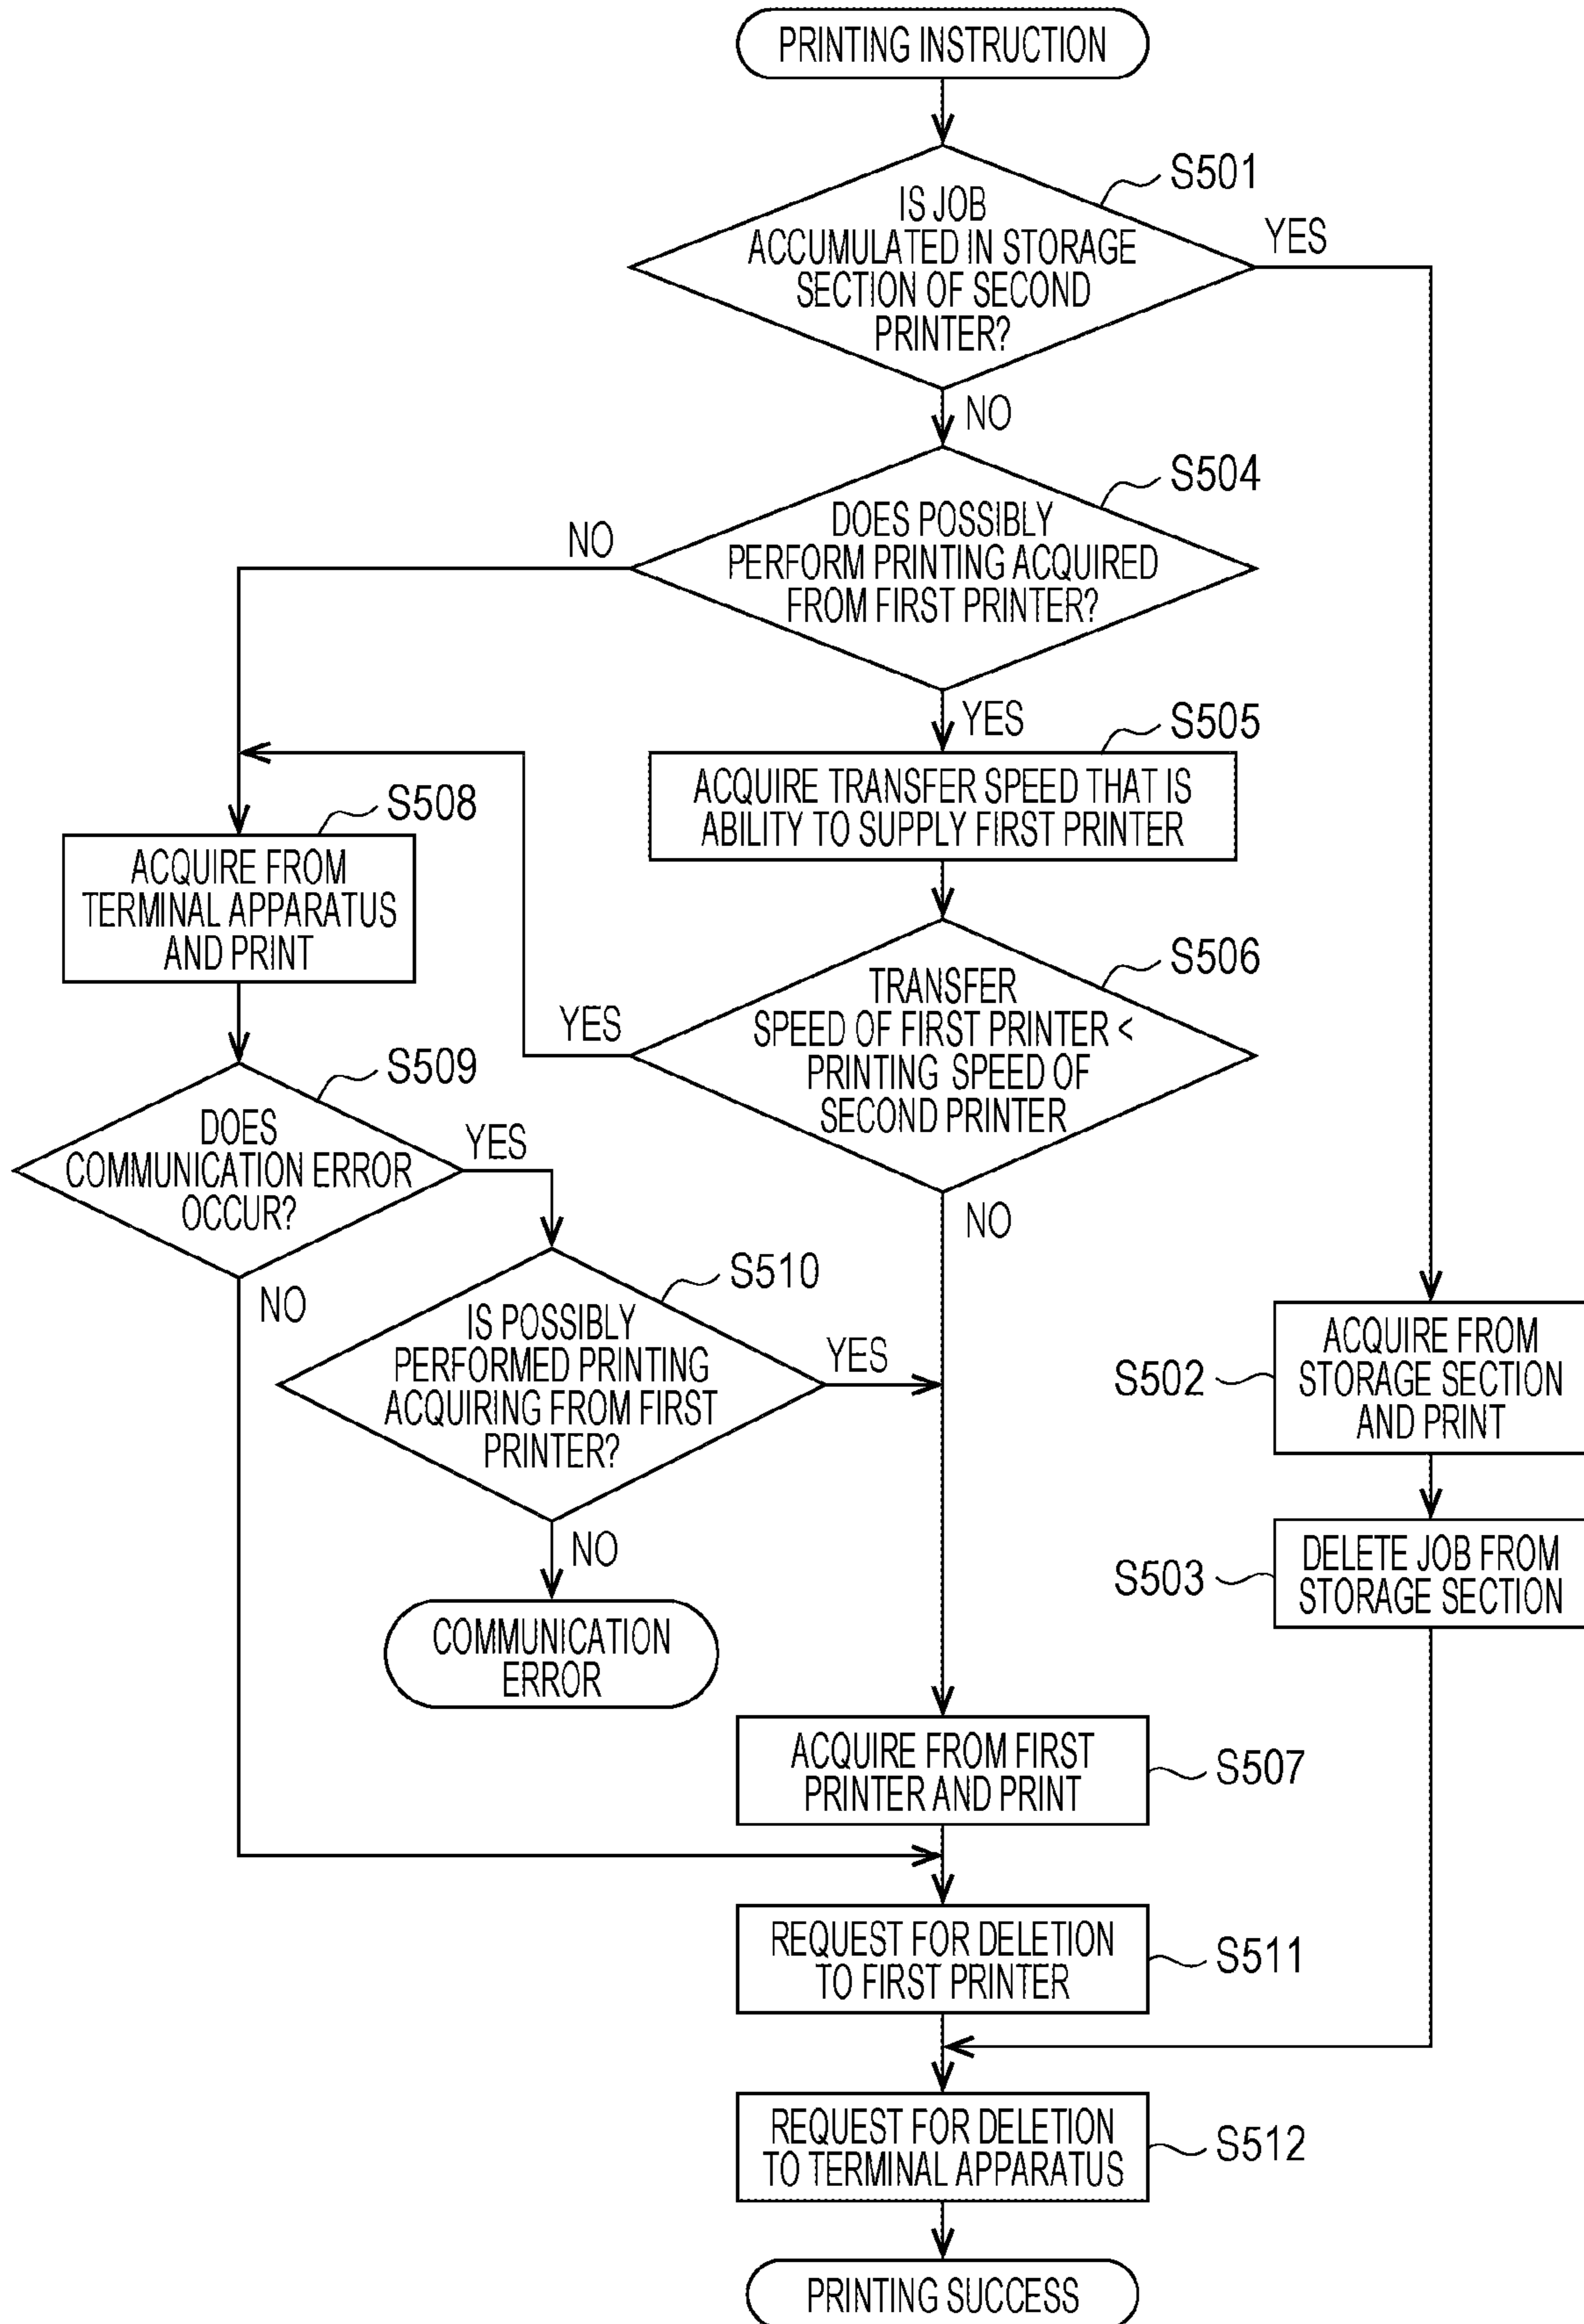 PRINTING INSTRUCTION
S501
IS JOB
ACCUMULATED IN STORAGE
SECTION OF SECOND
PRINTER?
YES
NO
S504
DOES POSSIBLY
PERFORM PRINTING ACQUIRED
FROM FIRST PRINTER?
NO
YES
S505
ACQUIRE TRANSFER SPEED THAT IS
ABILITY TO SUPPLY FIRST PRINTER
S508
ACQUIRE FROM
TERMINAL APPARATUS
AND PRINT
S506
TRANSFER
SPEED OF FIRST PRINTER <
PRINTING SPEED OF
SECOND PRINTER
YES
NO
S509
DOES
COMMUNICATION ERROR
OCCUR?
YES
NO
S510
IS POSSIBLY
PERFORMED PRINTING
ACQUIRING FROM FIRST
PRINTER?
YES
NO
COMMUNICATION
ERROR
S502
ACQUIRE FROM
STORAGE SECTION
AND PRINT
S503
DELETE JOB FROM
STORAGE SECTION
ACQUIRE FROM FIRST
PRINTER AND PRINT
S507
REQUEST FOR DELETION
TO FIRST PRINTER
S511
REQUEST FOR DELETION
TO TERMINAL APPARATUS
S512
PRINTING SUCCESS